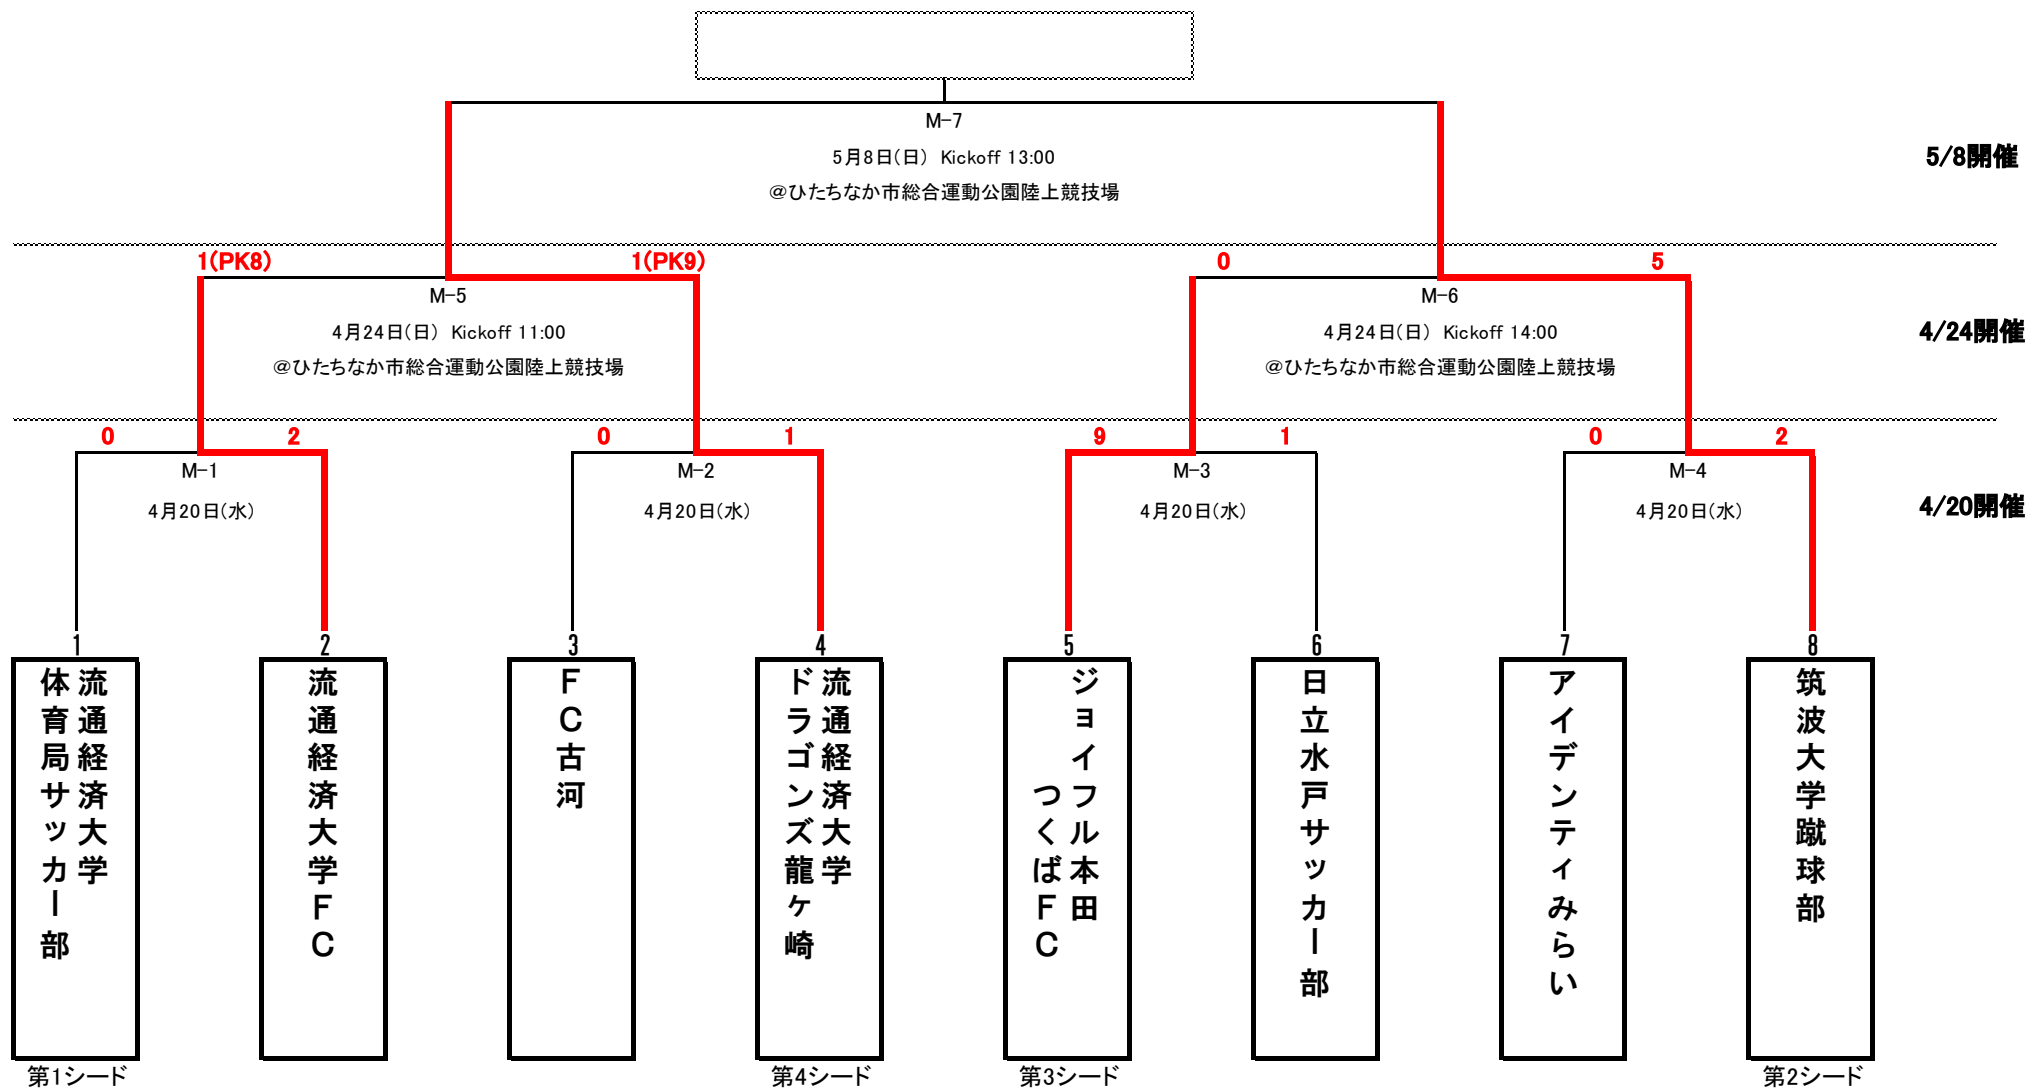 M-7
5月8日(日) Kickoff 13:00
@ひたちなか市総合運動公園陸上競技場
5/8開催
1(PK8)
1(PK9)
0
5
M-5
M-6
4月24日(日) Kickoff 11:00
4月24日(日) Kickoff 14:00
4/24開催
@ひたちなか市総合運動公園陸上競技場
@ひたちなか市総合運動公園陸上競技場
0
2
0
1
9
1
0
2
M-1
M-2
M-3
M-4
4月20日(水)
4月20日(水)
4月20日(水)
4月20日(水)
4/20開催
1
2
3
4
5
6
7
8
流通経済大学
体育局サッカー部
流通経済大学FC
FC古河
流通経済大学
ドラゴンズ龍ケ崎
ジョイフル本田
つくばFC
日立水戸サッカー部
アイデンティみらい
筑波大学蹴球部
第1シード
第4シード
第3シード
第2シード